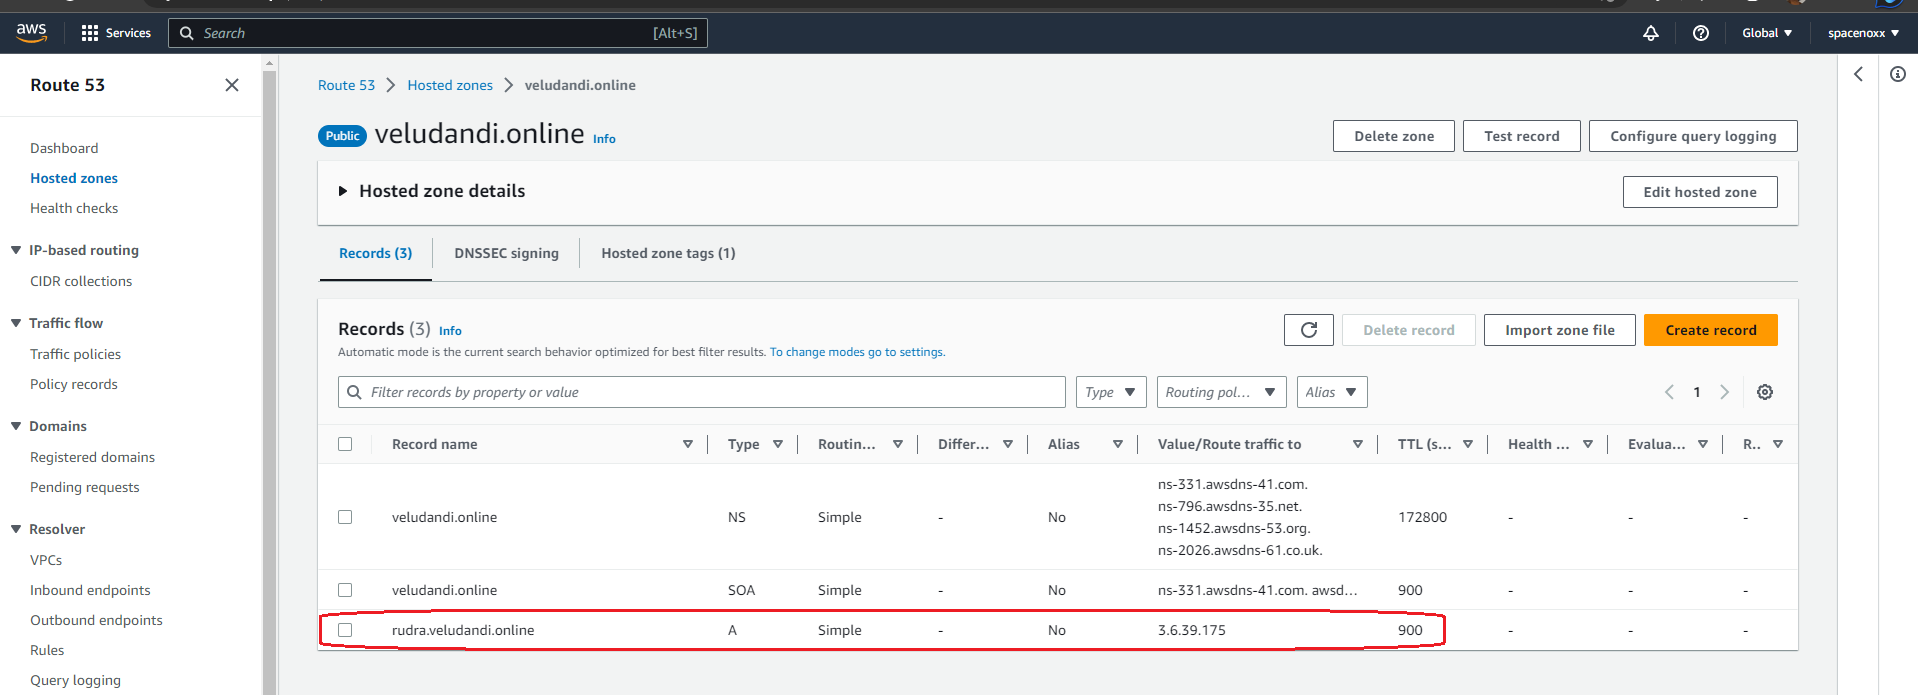 aws
Services
Search
[Alt+S]
Global
spacenoxx
Route 53
Dashboard
Hosted zones
Health checks
IP-based routing
CIDR collections
Traffic flow
Traffic policies
Policy records
Domains
Registered domains
Pending requests
Resolver
VPCs
Inbound endpoints
Outbound endpoints
Rules
Query logging
Route 53 > Hosted zones > veludandi.online
Public veludandi.online Info
Delete zone
Test record
Configure query logging
Hosted zone details
Edit hosted zone
Records (3)
DNSSEC signing
Hosted zone tags (1)
Records (3) Info
Delete record
Import zone file
Create record
Automatic mode is the current search behavior optimized for best filter results. To change modes go to settings.
Filter records by property or value
Type
Routing pol...
Alias
1
Record name Type Routin... Differ... Alias Value/Route traffic to TTL (s... Health ... Evalua... R..
veludandi.online NS Simple - No ns-331.awsdns-41.com. 172800 - - -
ns-796.awsdns-35.net.
ns-1452.awsdns-53.org.
ns-2026.awsdns-61.co.uk.
veludandi.online SOA Simple - No ns-331.awsdns-41.com. awsd... 900 - - -
rudra.veludandi.online A Simple - No 3.6.39.175 900 - - -